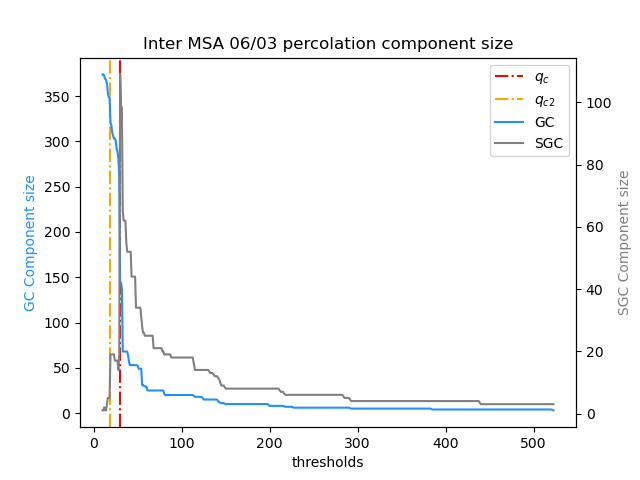 Inter MSA 06/03 percolation component size
q_c
q_c2
GC
SGC
GC Component size
350
300
250
200
150
100
50
0
SGC Component size
100
80
60
40
20
0
0 100 200 300 400 500
thresholds